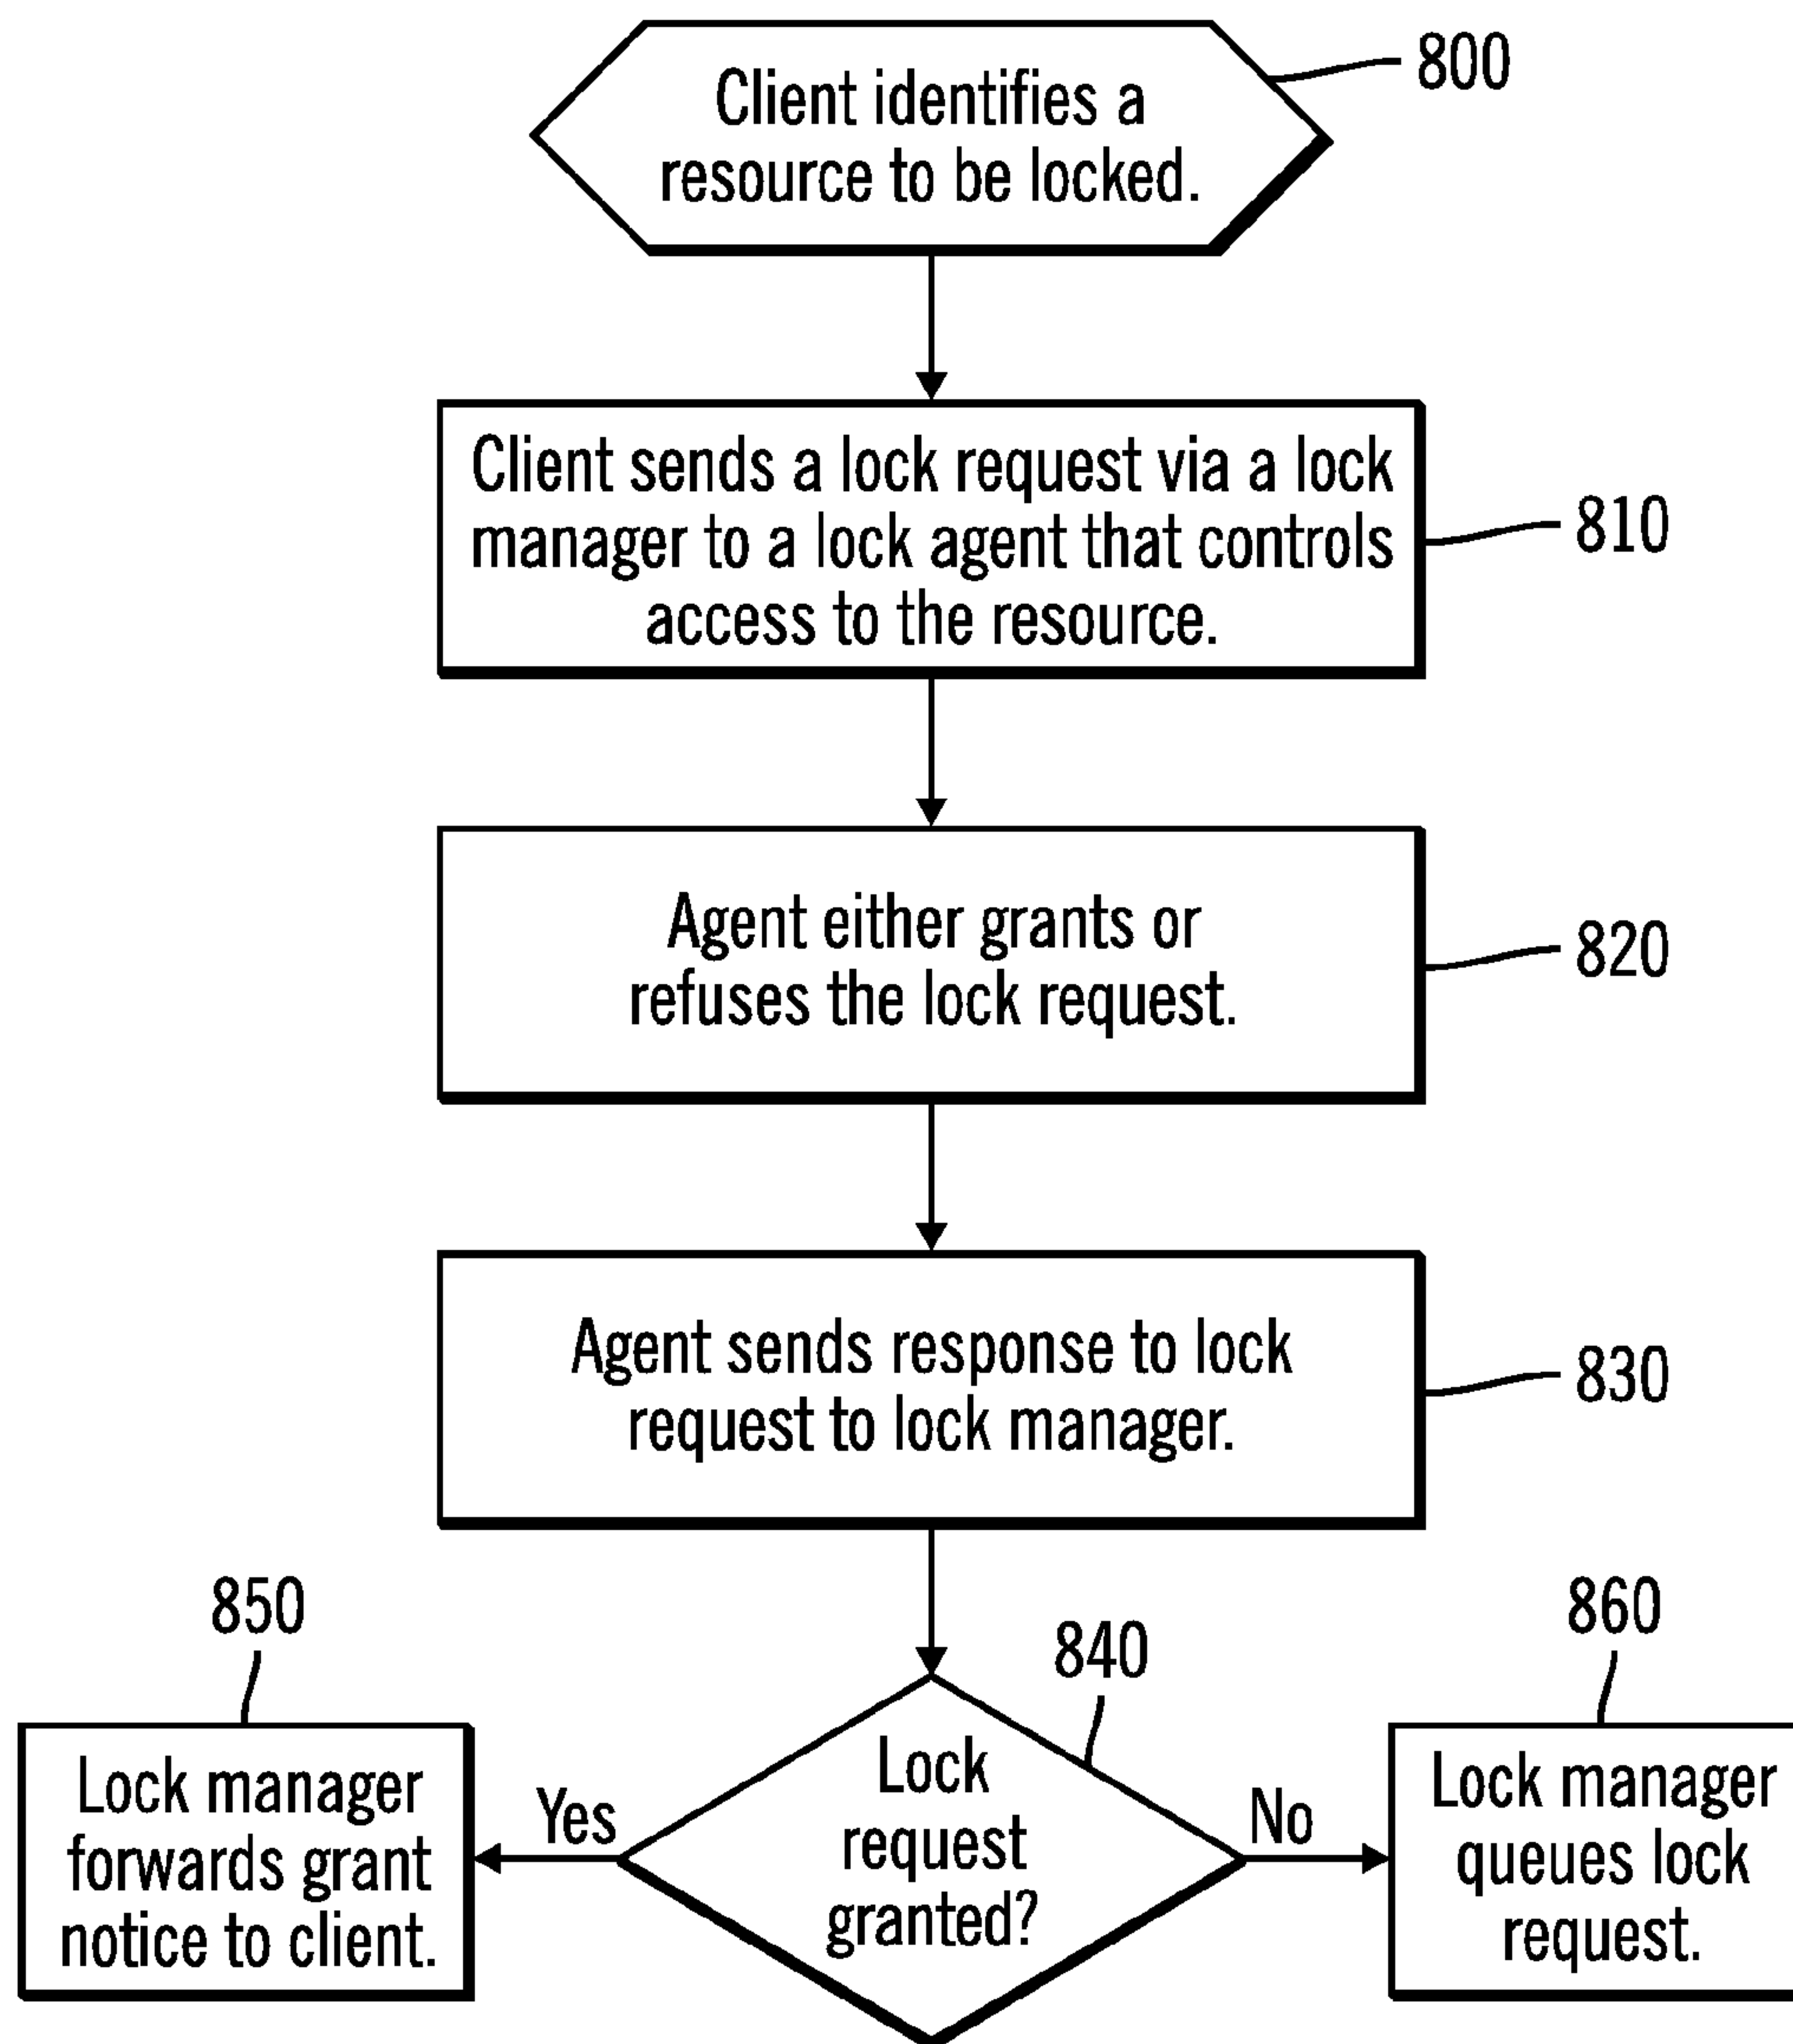 Client identifies a
resource to be locked.
800
Client sends a lock request via a lock
manager to a lock agent that controls
access to the resource.
810
Agent either grants or
refuses the lock request.
820
Agent sends response to lock
request to lock manager.
830
840
Lock
request
granted?
Yes
850
Lock manager
forwards grant
notice to client.
No
860
Lock manager
queues lock
request.